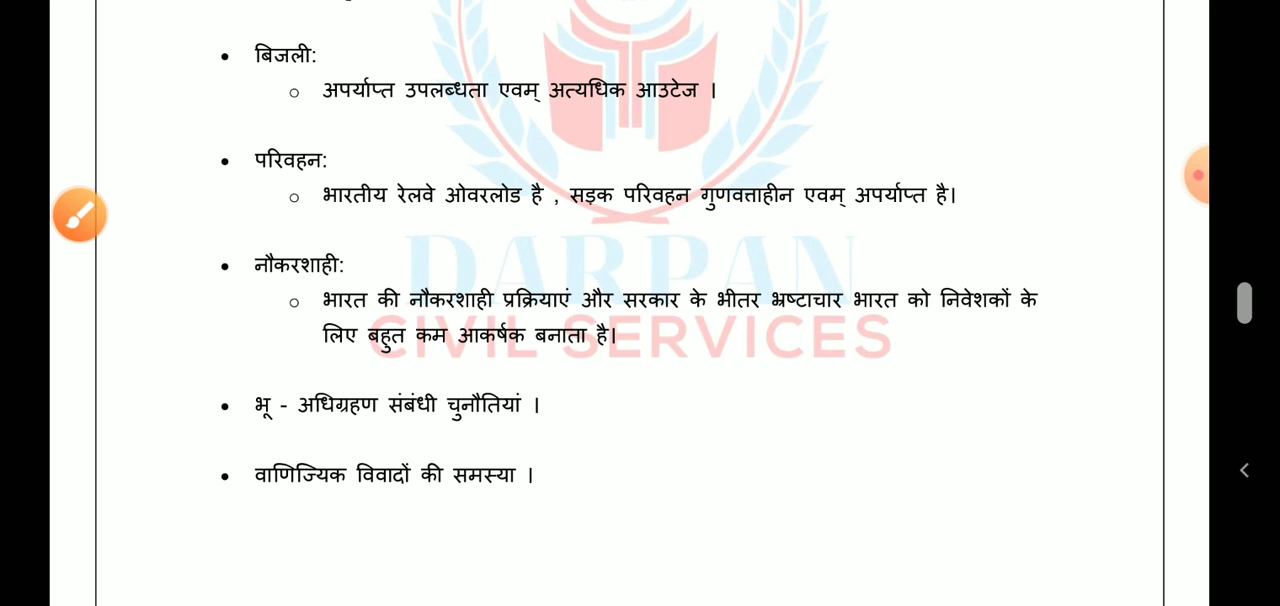 बिजली:
अपर्याप्त उपलब्धता एवम् अत्यधिक आउटेज ।
परिवहन:
भारतीय रेलवे ओवरलोड है , सड़क परिवहन गुणवत्ताहीन एवम् अपर्याप्त है।
DARPAN
नौकरशाही:
भारत की नौकरशाही प्रक्रियाएं और सरकार के भीतर भ्रष्टाचार भारत को निवेशकों के
लिए बहुत कम आकर्षक बनाता है।
CIVIL SERVICES
भू - अधिग्रहण संबंधी चुनौतियां ।
वाणिज्यिक विवादों की समस्या ।